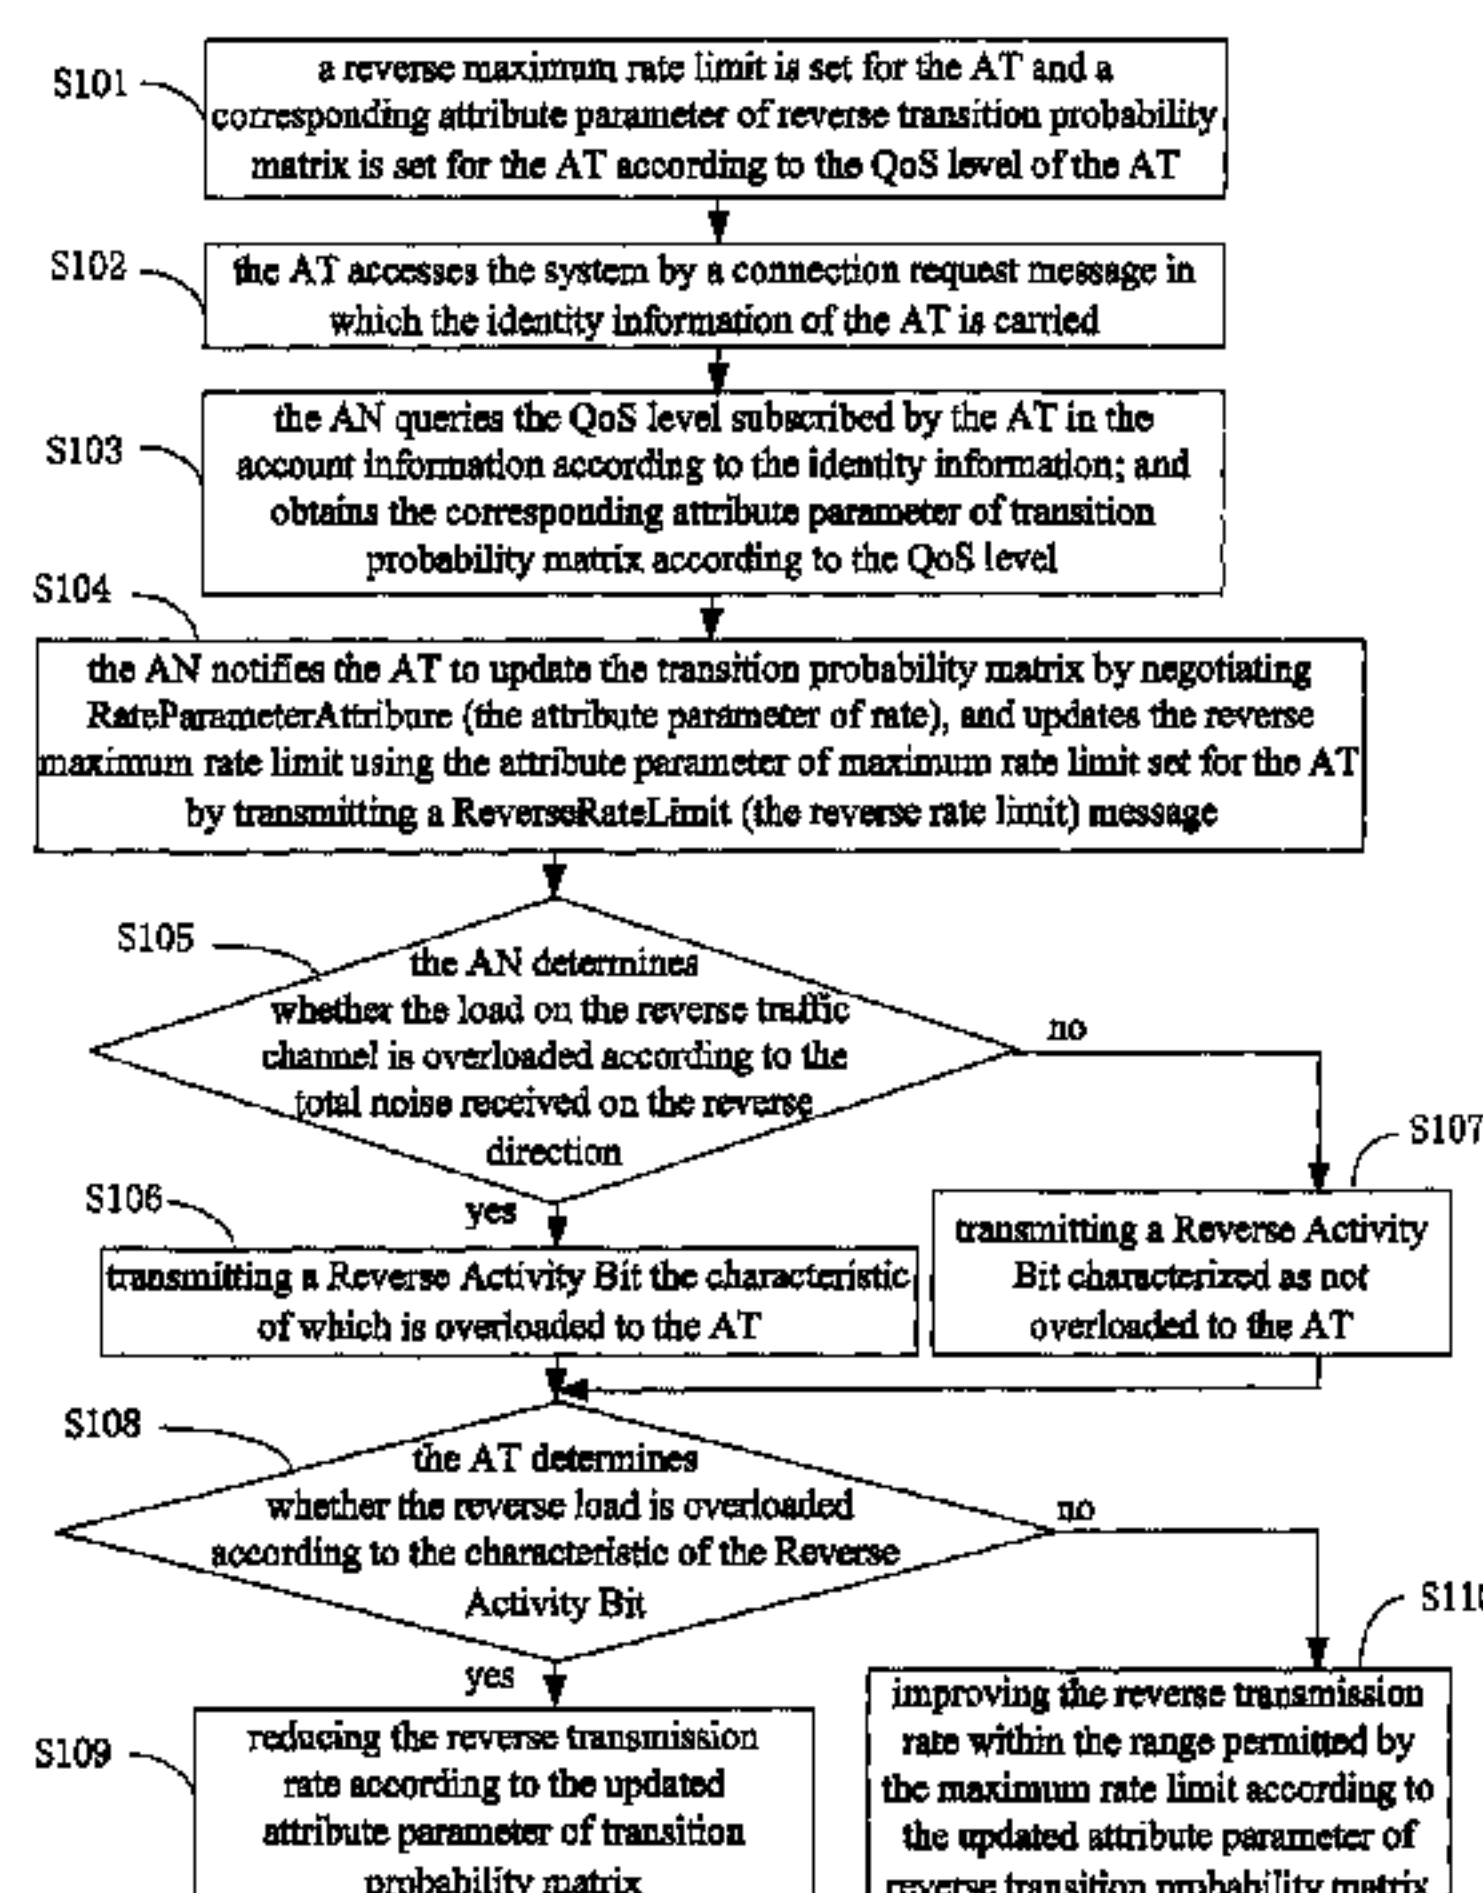 S101
a reverse maximum rate limit is set for the AT and a
corresponding attribute parameter of reverse transition probability
matrix is set for the AT according to the QoS level of the AT
S102
the AT accesses the system by a connection request message in
which the identity information of the AT is carried
S103
the AN queries the QoS level subscribed by the AT in the
account information according to the identity information; and
obtains the corresponding attribute parameter of transition
probability matrix according to the QoS level
S104
the AN notifies the AT to update the transition probability matrix by negotiating
RateParameterAttribure (the attribute parameter of rate), and updates the reverse
maximum rate limit using the attribute parameter of maximum rate limit set for the AT
by transmitting a ReverseRateLimit (the reverse rate limit) message
S105
the AN determines
whether the load on the reverse traffic
channel is overloaded according to the
total noise received on the reverse
direction
no
yes
S106
transmitting a Reverse Activity Bit the characteristic
of which is overloaded to the AT
S107
transmitting a Reverse Activity
Bit characterized as not
overloaded to the AT
S108
the AT determines
whether the reverse load is overloaded
according to the characteristic of the Reverse
Activity Bit
no
yes
S109
reducing the reverse transmission
rate according to the updated
attribute parameter of transition
probability matrix
S110
improving the reverse transmission
rate within the range permitted by
the maximum rate limit according to
the updated attribute parameter of
reverse transition probability matrix